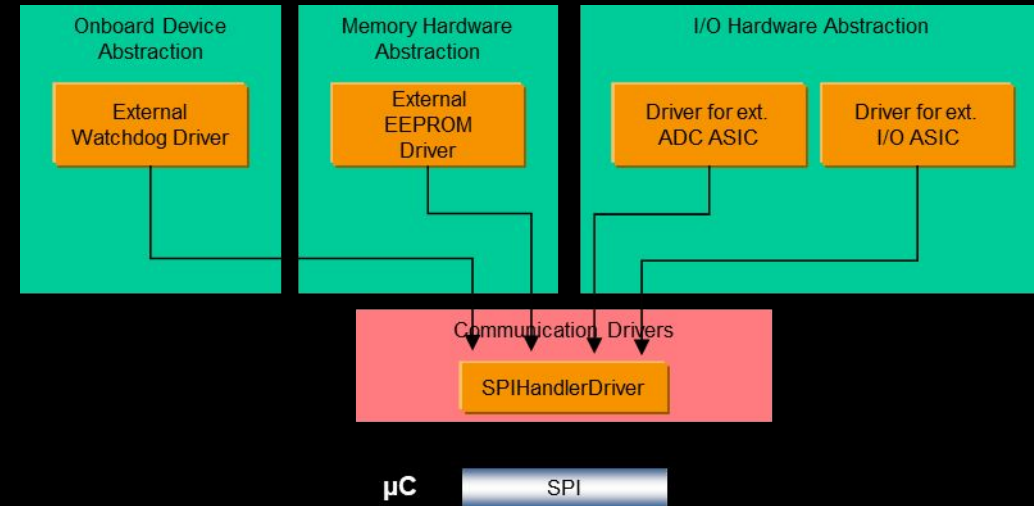 Onboard Device
Abstraction
Memory Hardware
Abstraction
I/O Hardware Abstraction
External
Watchdog Driver
External
EEPROM
Driver
Driver for ext.
ADC ASIC
Driver for ext.
I/O ASIC
Communication Drivers
SPIHandlerDriver
µC
SPI